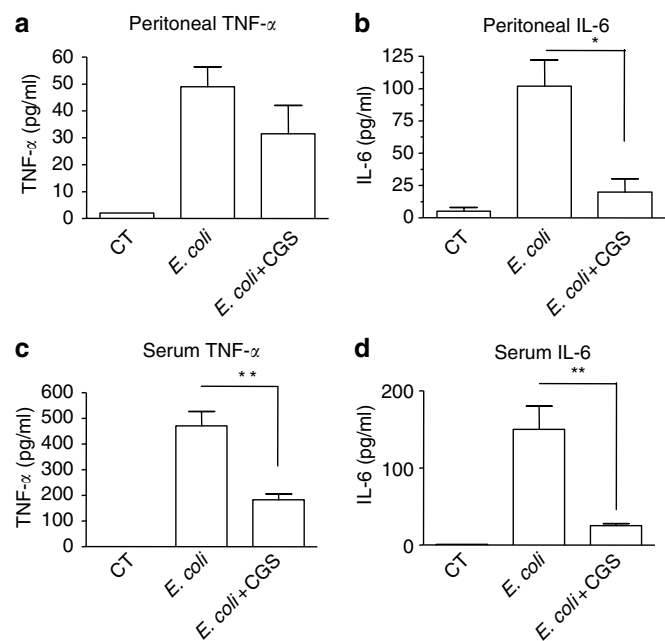 a
Peritoneal TNF-α
TNF-α (pg/ml)
60
50
40
30
20
10
0
CT
E. coli
E. coli+CGS
b
Peritoneal IL-6
IL-6 (pg/ml)
125
100
75
50
25
0
*
CT
E. coli
E. coli+CGS
c
Serum TNF-α
TNF-α (pg/ml)
600
500
400
300
200
100
0
**
CT
E. coli
E. coli+CGS
d
Serum IL-6
IL-6 (pg/ml)
200
100
0
**
CT
E. coli
E. coli+CGS